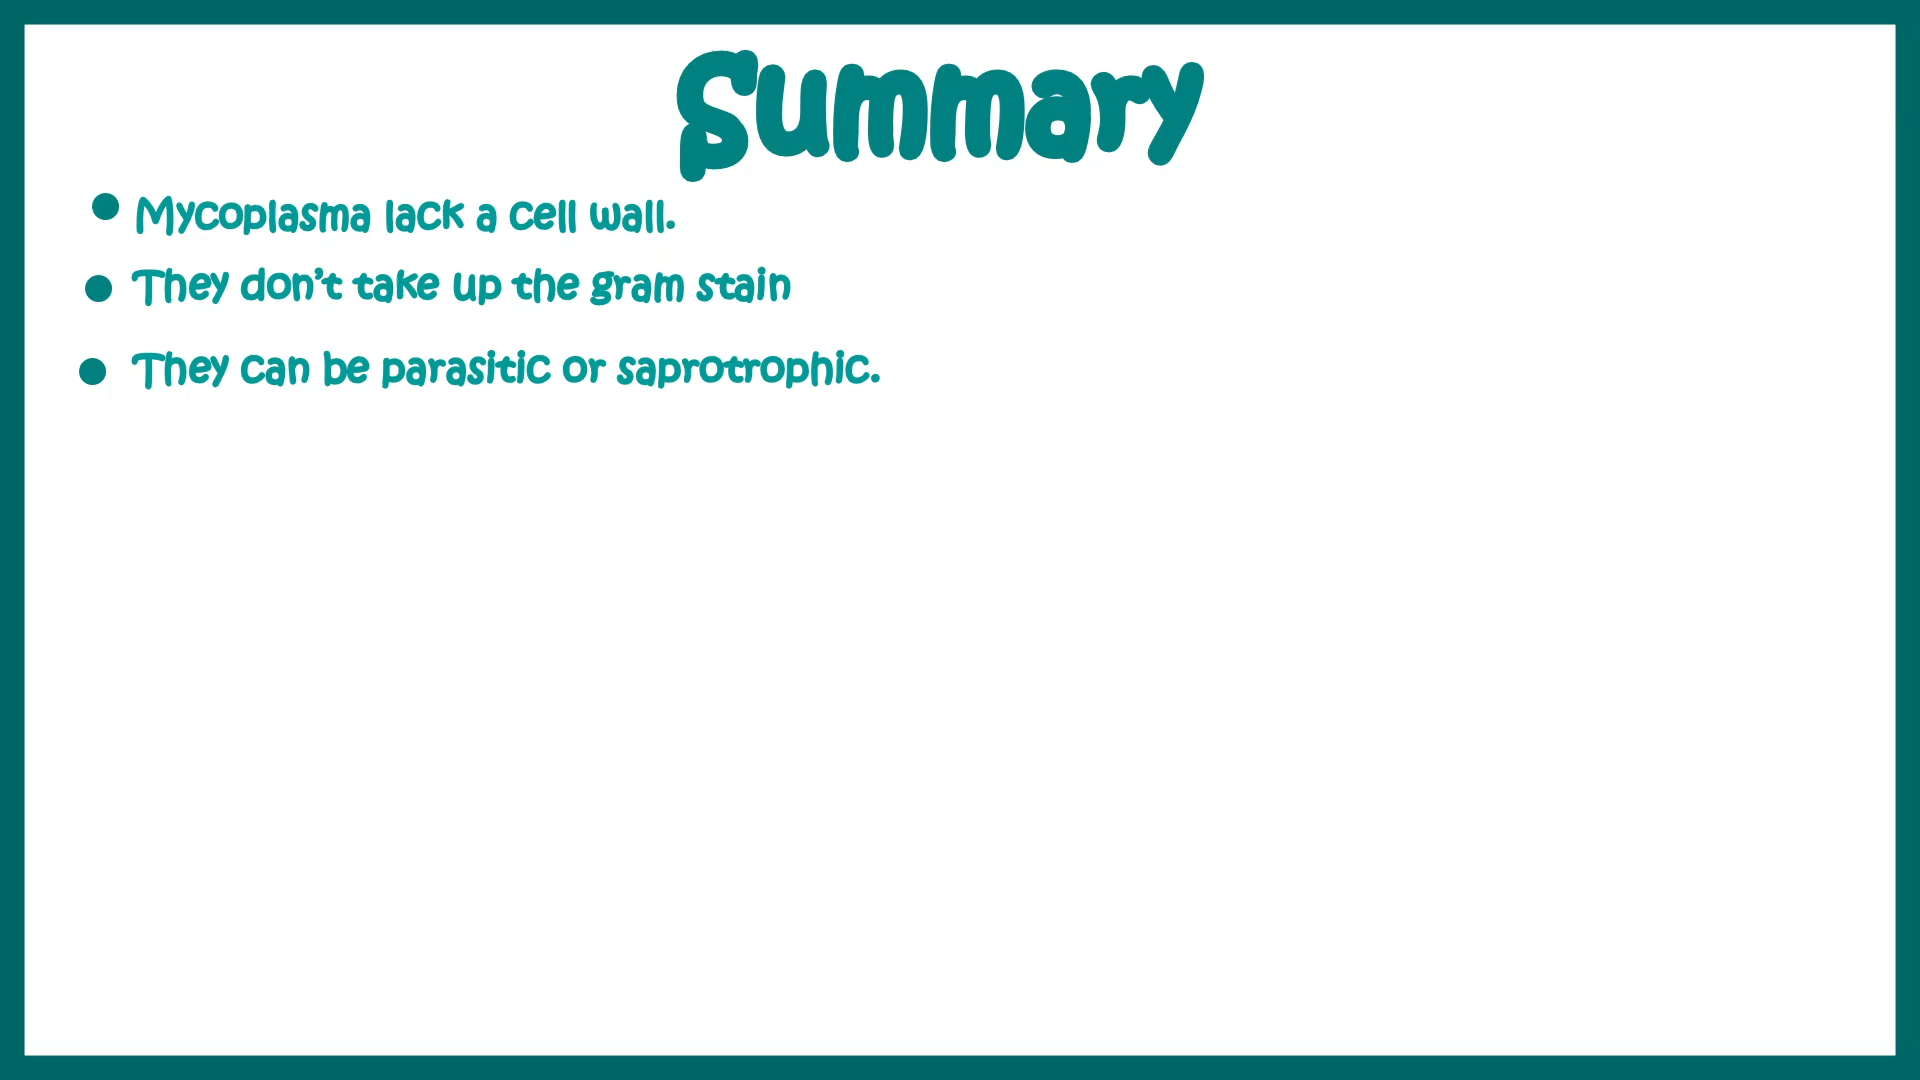 Summary
Mycoplasma lack a cell wall.
They don't take up the gram stain
They can be parasitic or saprotrophic.